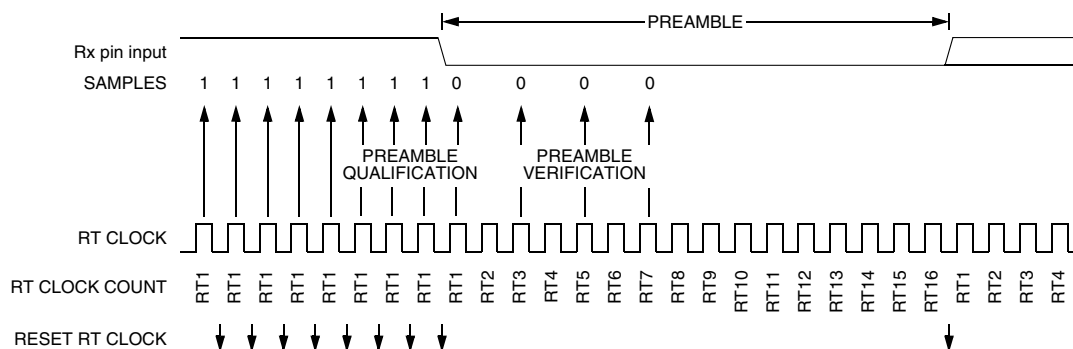 PREAMBLE
Rx pin input
SAMPLES 1 1 1 1 1 1 1 1 0 0 0 0
PREAMBLE QUALIFICATION
PREAMBLE VERIFICATION
RT CLOCK
RT CLOCK COUNT RT1 RT1 RT1 RT1 RT1 RT1 RT1 RT1 RT1 RT2 RT3 RT4 RT5 RT6 RT7 RT8 RT9 RT10 RT11 RT12 RT13 RT14 RT15 RT16 RT1 RT2 RT3 RT4
RESET RT CLOCK